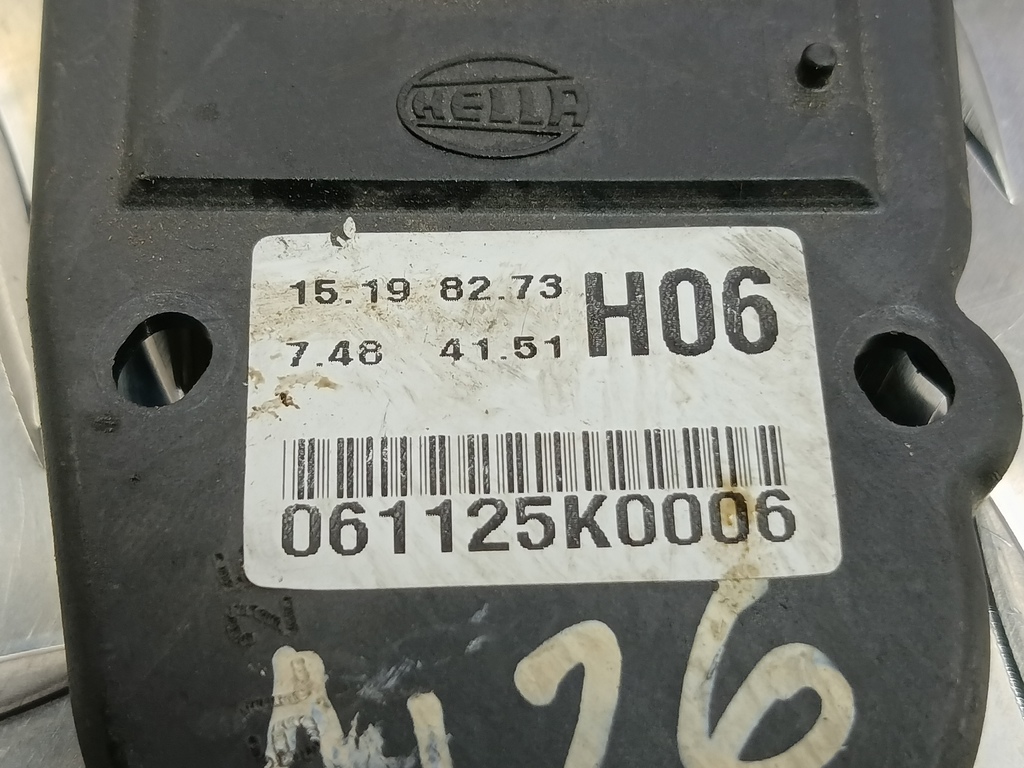 HELLA
15.19 82.73 H06
7.48 41.51
061125K0006